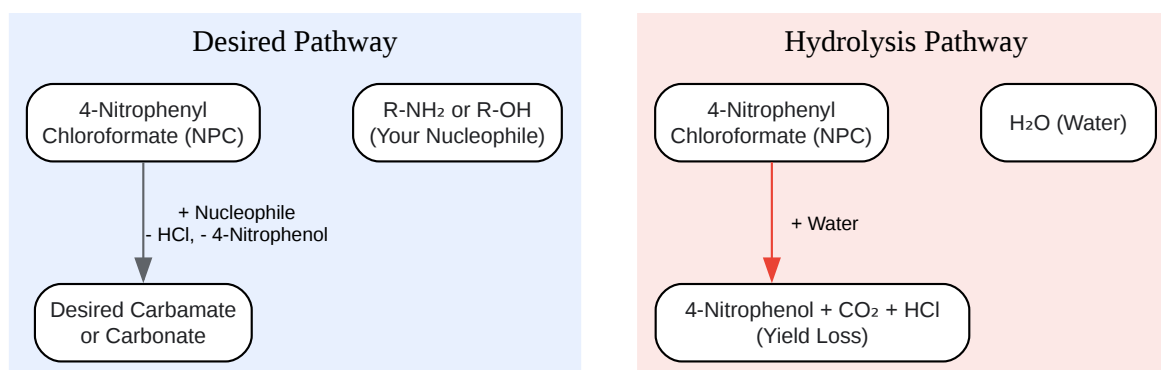 Desired Pathway
4-Nitrophenyl
Chloroformate (NPC)
R-NH₂ or R-OH
(Your Nucleophile)
+ Nucleophile
- HCl, - 4-Nitrophenol
Desired Carbamate
or Carbonate
Hydrolysis Pathway
4-Nitrophenyl
Chloroformate (NPC)
H₂O (Water)
+ Water
4-Nitrophenol + CO₂ + HCl
(Yield Loss)